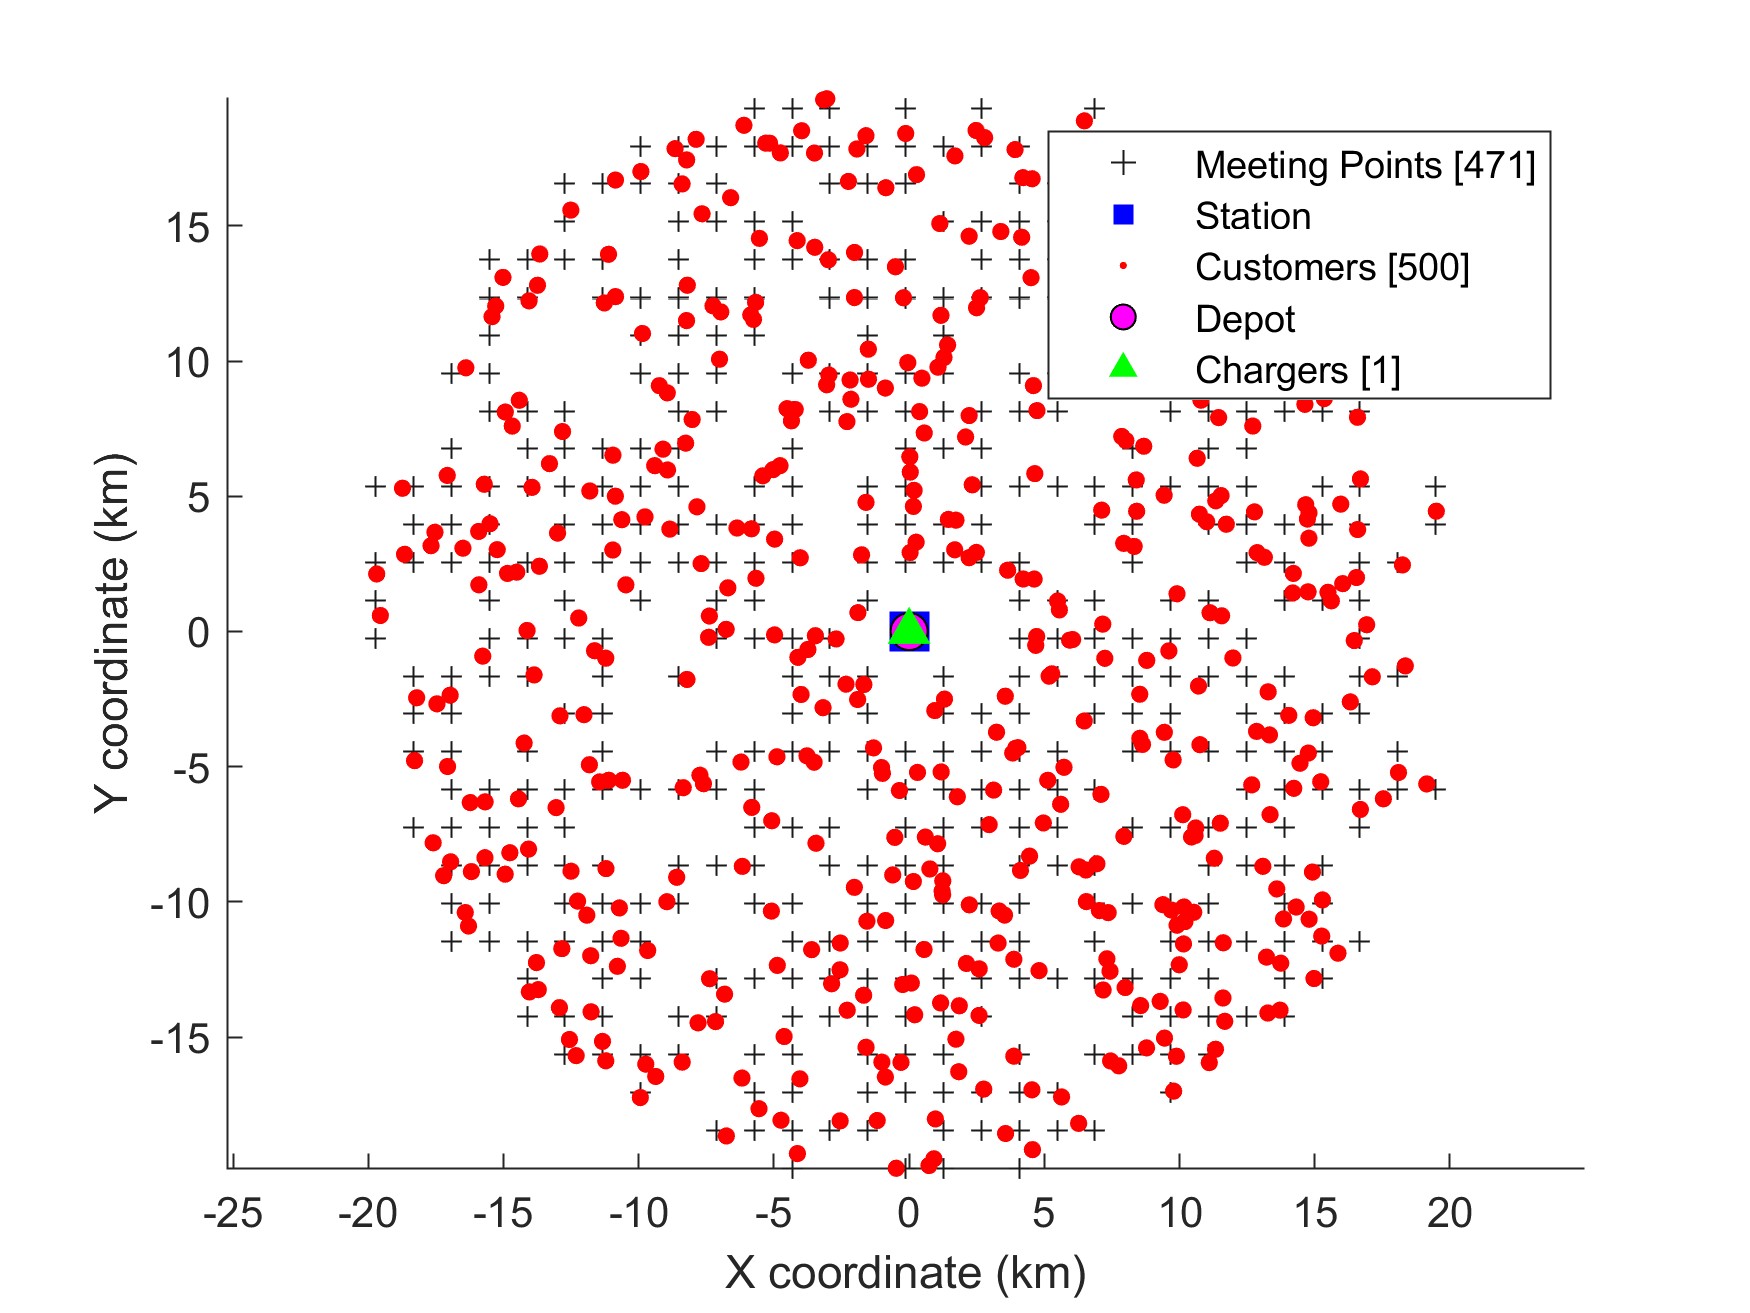 Meeting Points [471]
Station
Customers [500]
Depot
Chargers [1]
15
10
5
0
-5
-10
-15
Y coordinate (km)
-25 -20 -15 -10 -5 0 5 10 15 20
X coordinate (km)